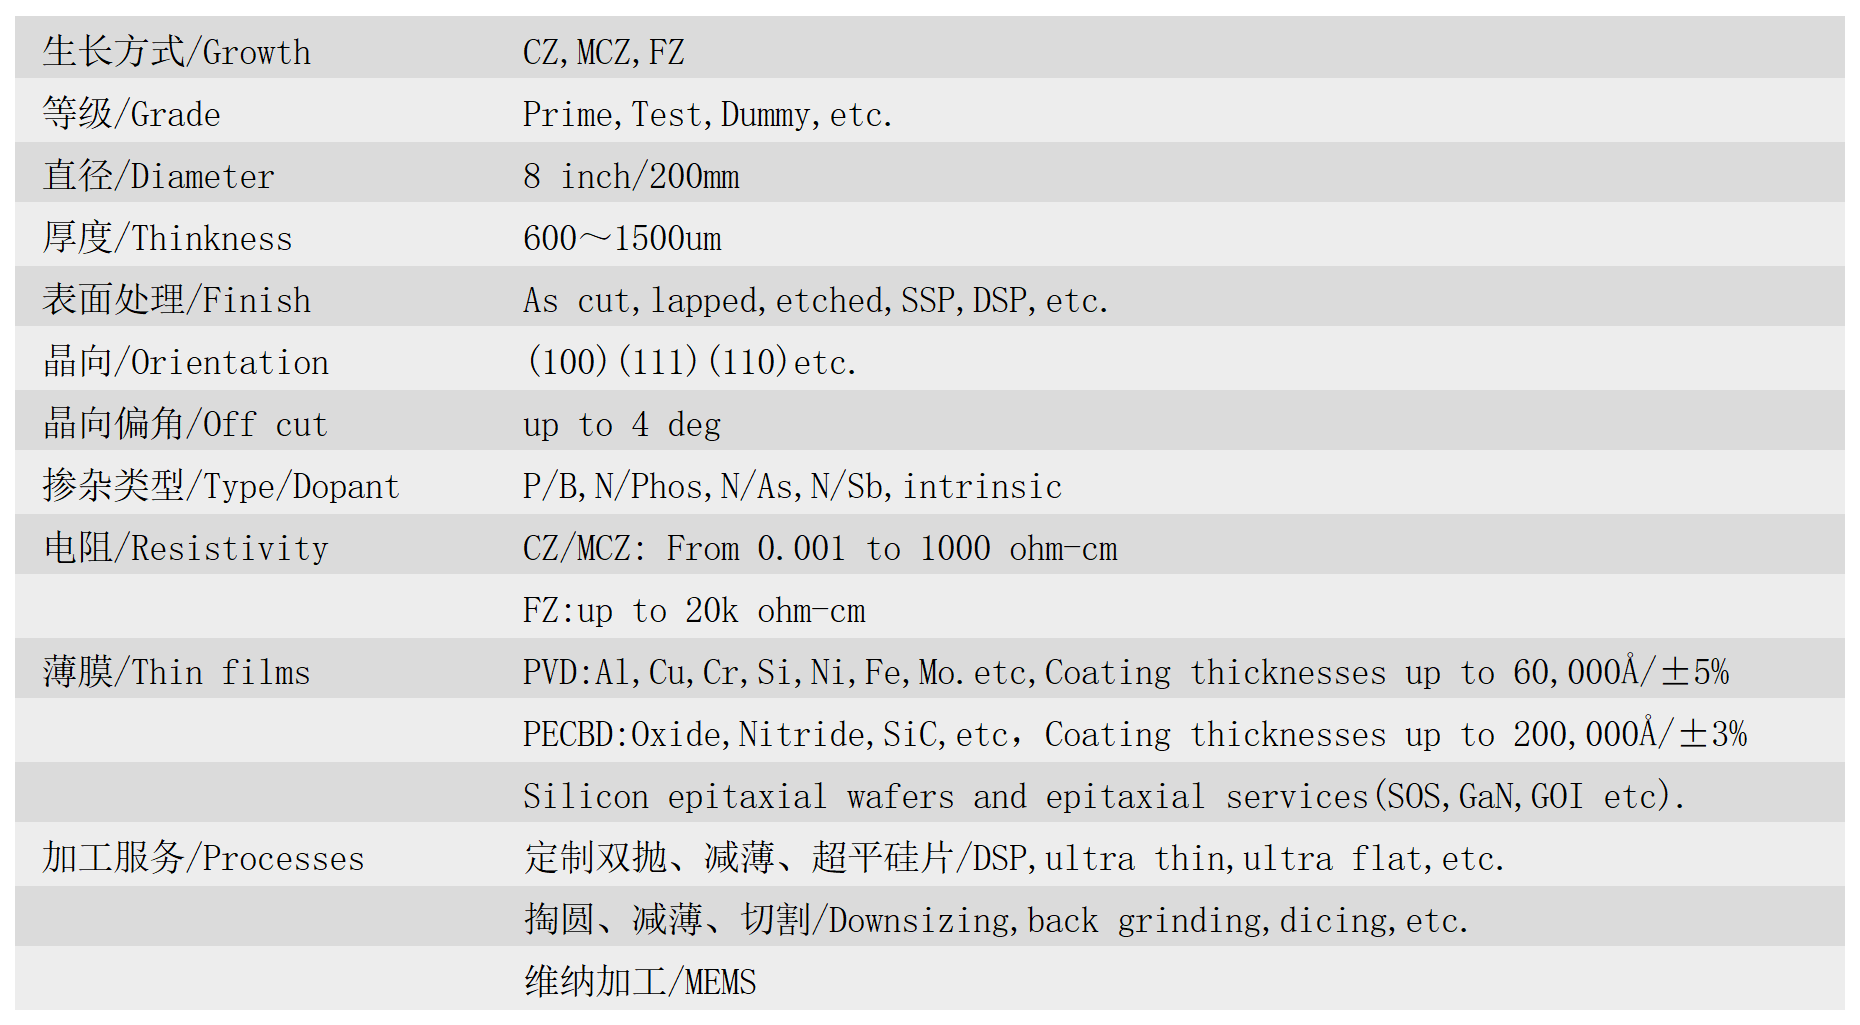 生长方式/Growth CZ,MCZ,FZ
等级/Grade Prime,Test,Dummy,etc.
直径/Diameter 8 inch/200mm
厚度/Thinkness 600～1500um
表面处理/Finish As cut,lapped,etched,SSP,DSP,etc.
晶向/Orientation (100)(111)(110)etc.
晶向偏角/Off cut up to 4 deg
掺杂类型/Type/Dopant P/B,N/Phos,N/As,N/Sb,intrinsic
电阻/Resistivity CZ/MCZ: From 0.001 to 1000 ohm-cm
FZ:up to 20k ohm-cm
薄膜/Thin films PVD:Al,Cu,Cr,Si,Ni,Fe,Mo.etc,Coating thicknesses up to 60,000Å/±5%
PECBD:Oxide,Nitride,SiC,etc，Coating thicknesses up to 200,000Å/±3%
Silicon epitaxial wafers and epitaxial services(SOS,GaN,GOI etc).
加工服务/Processes 定制双抛、减薄、超平硅片/DSP,ultra thin,ultra flat,etc.
掏圆、减薄、切割/Downsizing,back grinding,dicing,etc.
维纳加工/MEMS